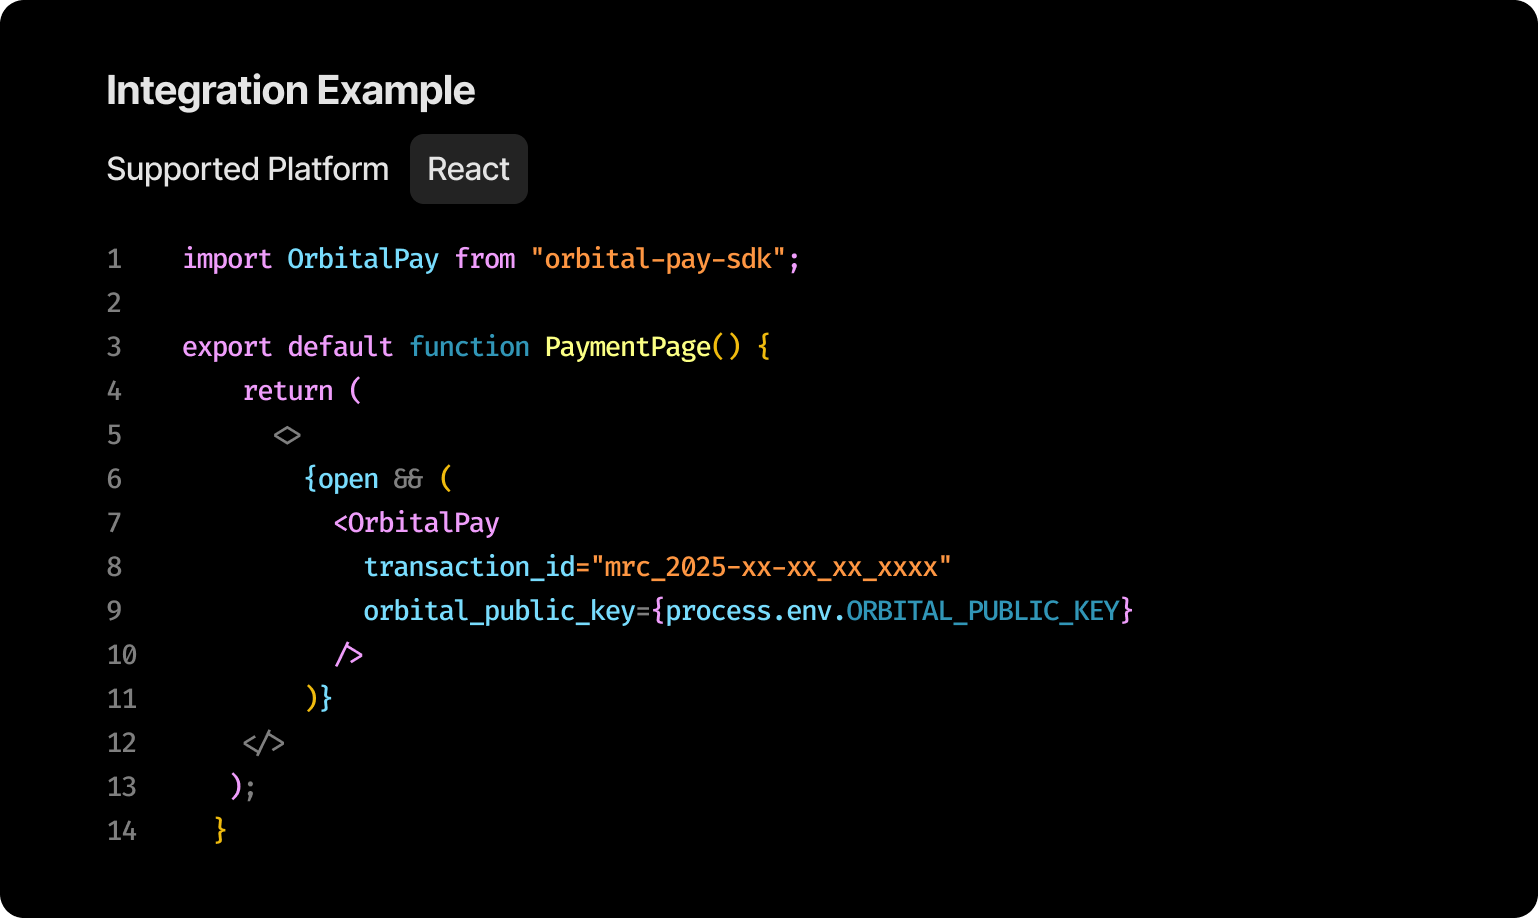 Integration Example
Supported Platform React
1 import OrbitalPay from "orbital-pay-sdk";
2
3 export default function PaymentPage() {
4 return (
5 <>
6 {open && (
7 <OrbitalPay
8 transaction_id="mrc_2025-xx-xx_xx_xxxx"
9 orbital_public_key={process.env.ORBITAL_PUBLIC_KEY}
10 />
11 )}
12 </>
13 );
14 }